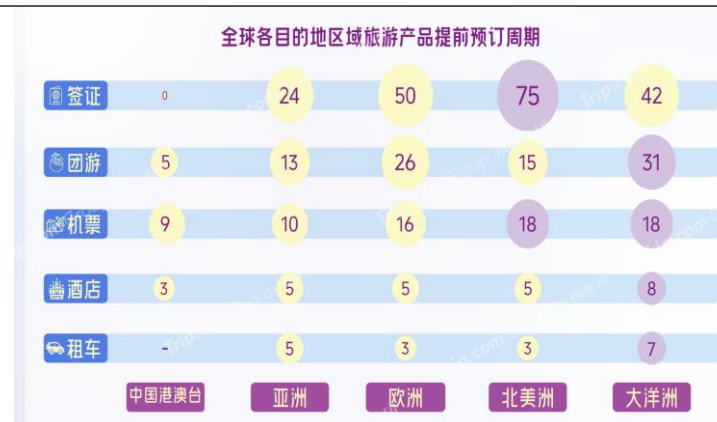 全球各目的地区域旅游产品提前预订周期
签证 0 24 50 75 42
团游 5 13 26 15 31
机票 9 10 16 18 18
酒店 3 5 5 5 8
租车 - 5 3 3 7
中国港澳台 亚洲 欧洲 北美洲 大洋洲